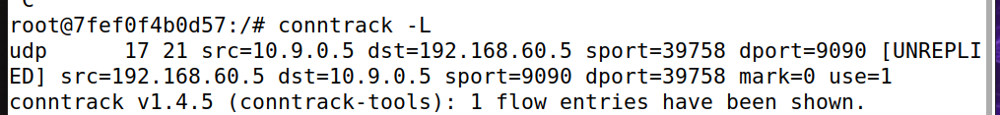 root@7fef0f4b0d57:/# conntrack -L
udp      17 21 src=10.9.0.5 dst=192.168.60.5 sport=39758 dport=9090 [UNREPLI
ED] src=192.168.60.5 dst=10.9.0.5 sport=9090 dport=39758 mark=0 use=1
conntrack v1.4.5 (conntrack-tools): 1 flow entries have been shown.